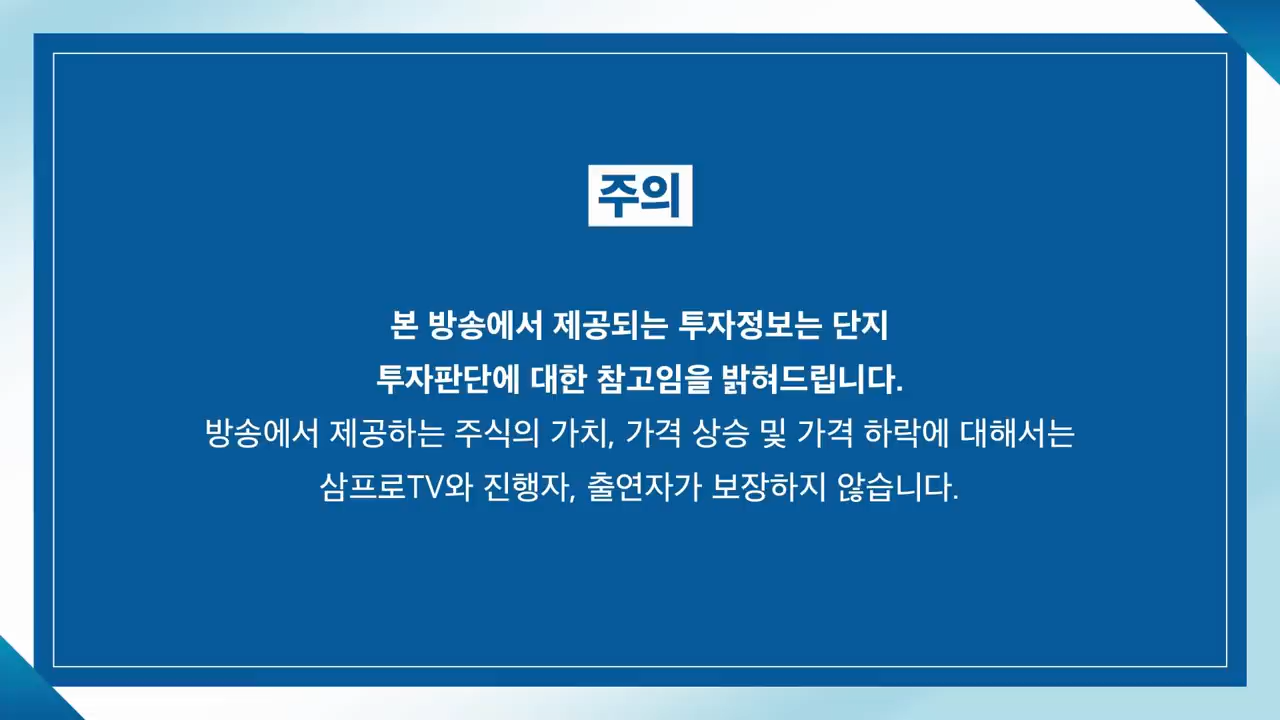 주의
본 방송에서 제공되는 투자정보는 단지
투자판단에 대한 참고임을 밝혀드립니다.
방송에서 제공하는 주식의 가치, 가격 상승 및 가격 하락에 대해서는
삼프로TV와 진행자, 출연자가 보장하지 않습니다.